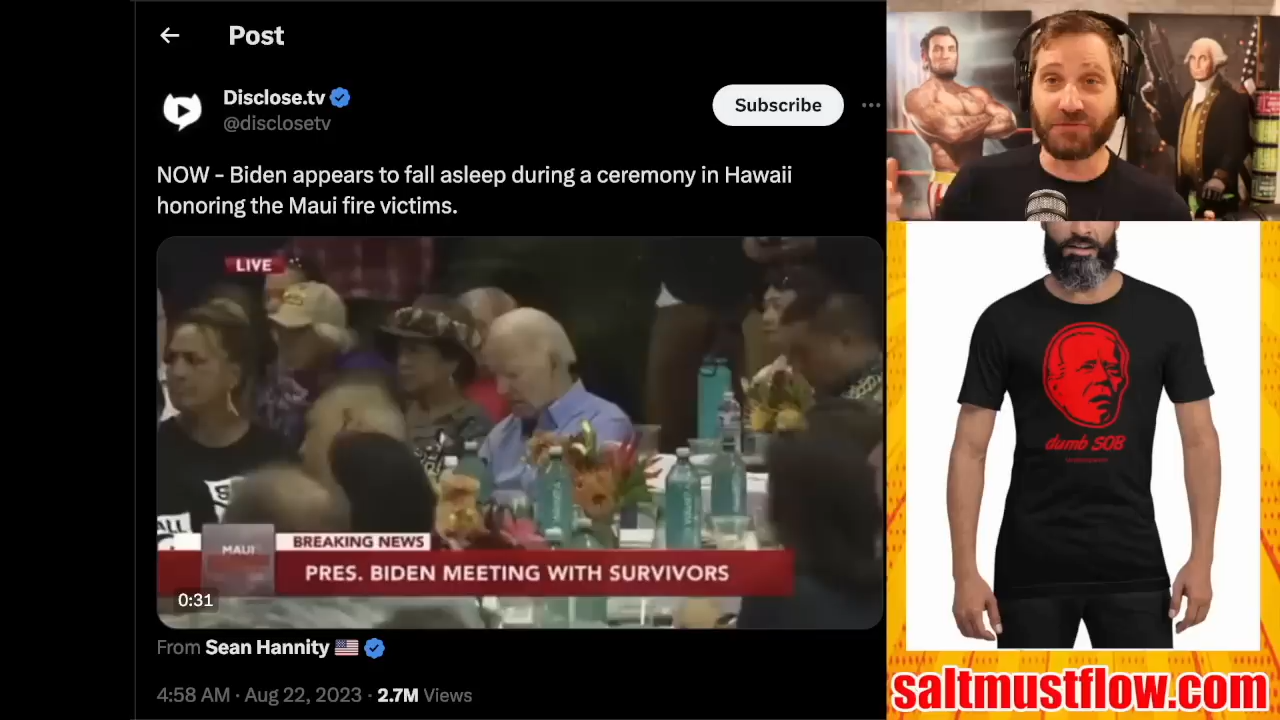 Post
Disclose.tv
@disclosetv
Subscribe
NOW - Biden appears to fall asleep during a ceremony in Hawaii
honoring the Maui fire victims.
LIVE
MAUI
BREAKING NEWS
PRES. BIDEN MEETING WITH SURVIVORS
0:31
From Sean Hannity
4:58 AM · Aug 22, 2023 · 2.7M Views
dumb SOB
saltmustflow.com